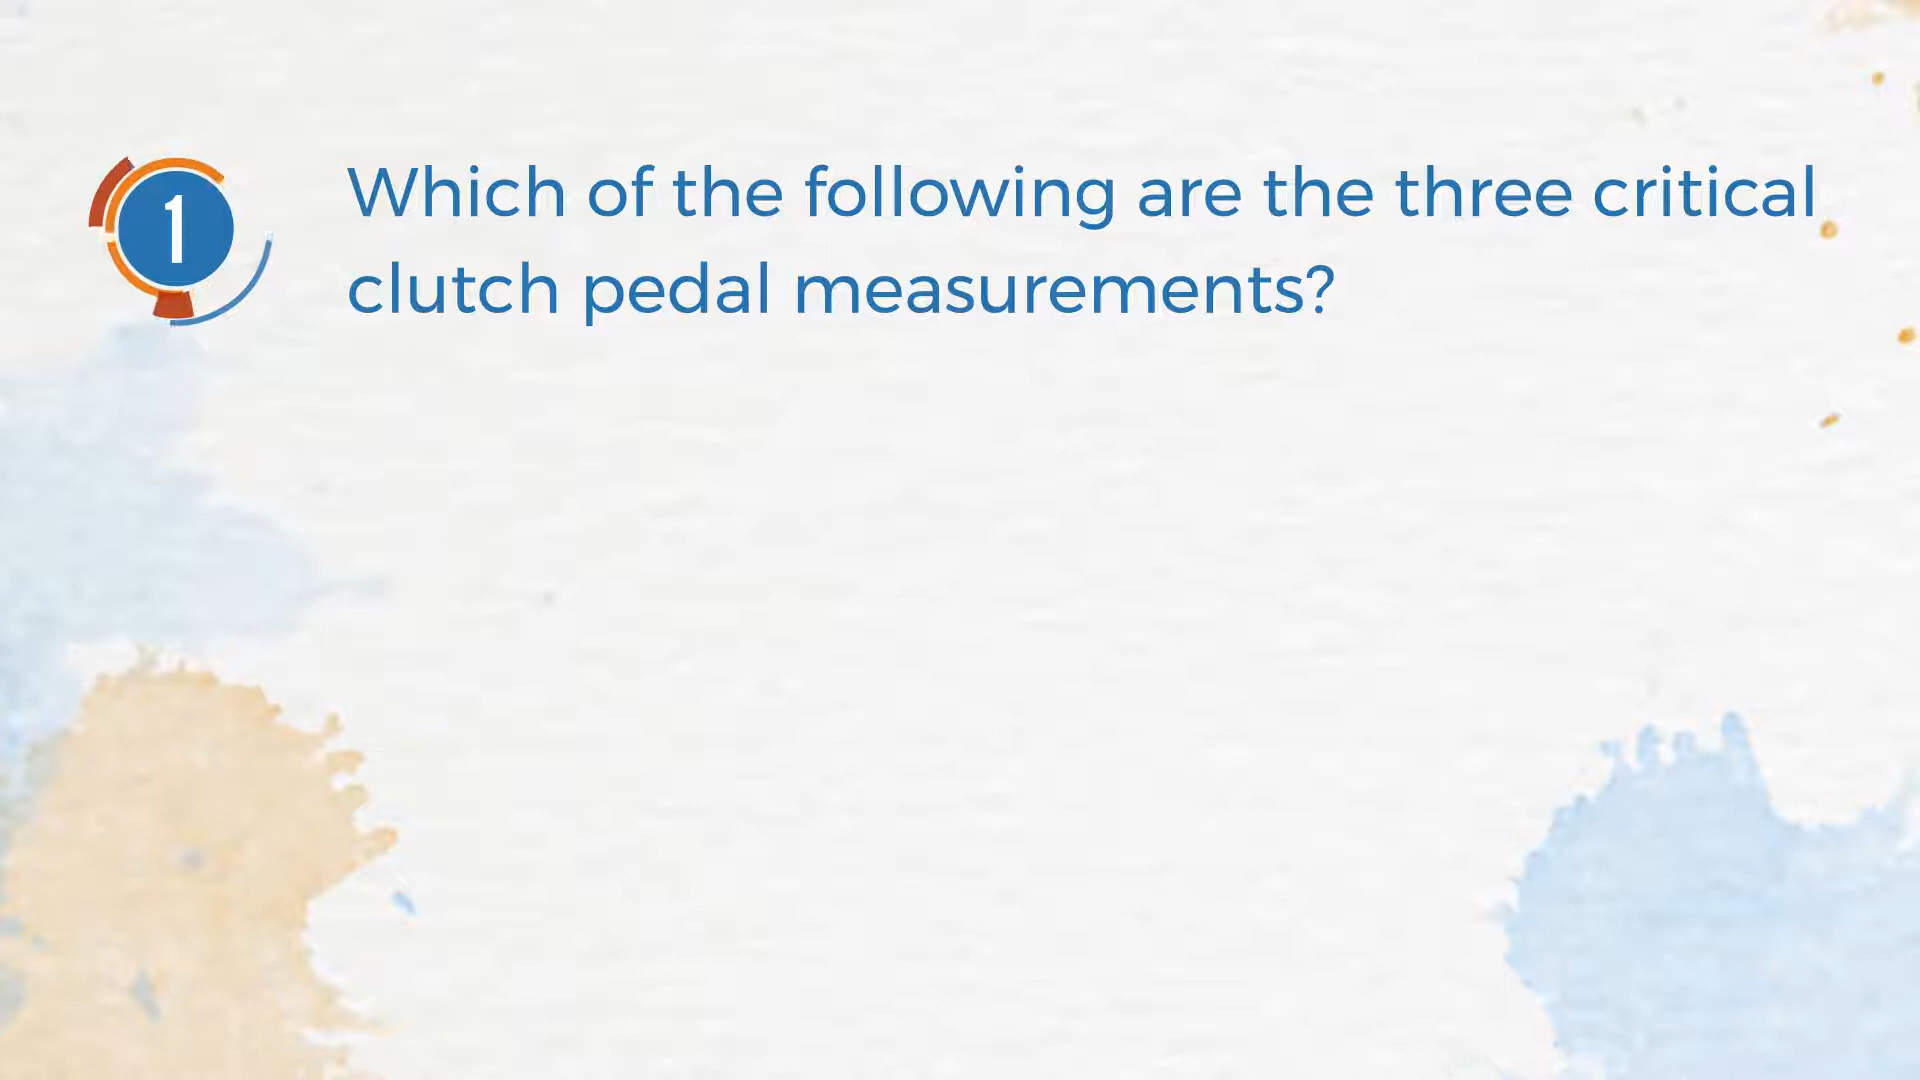 1
Which of the following are the three critical
clutch pedal measurements?